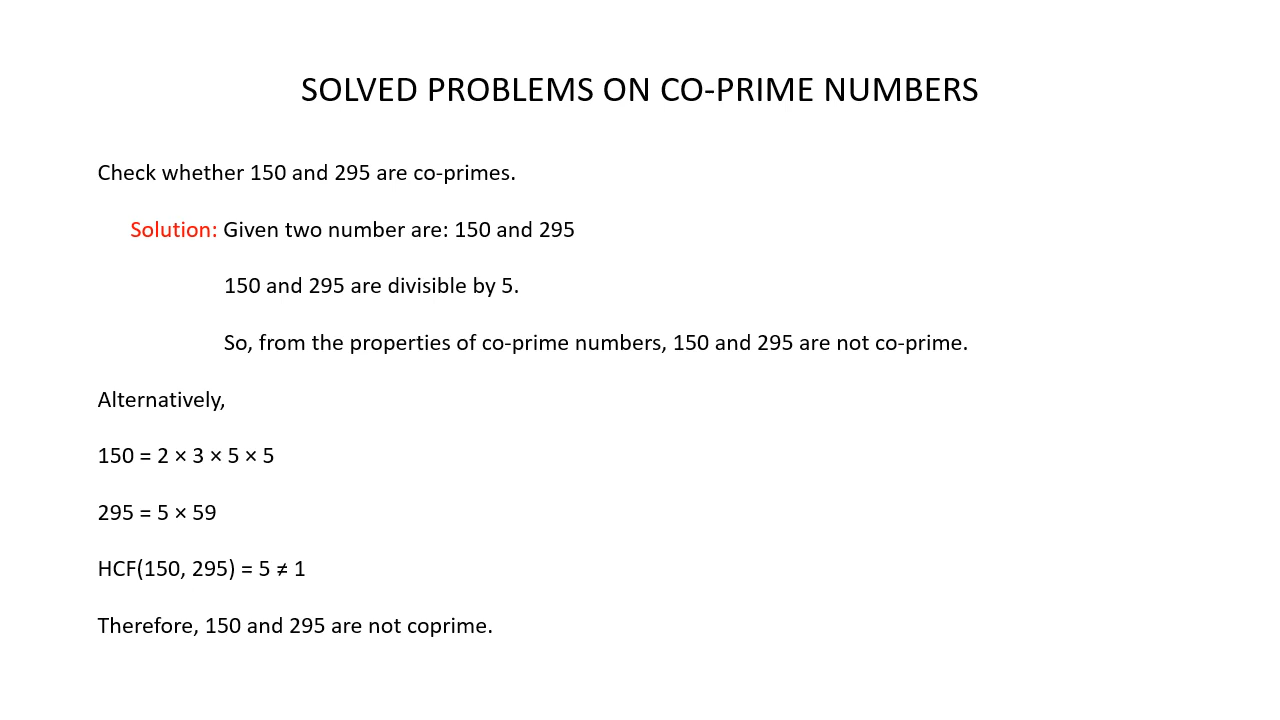 SOLVED PROBLEMS ON CO-PRIME NUMBERS
Check whether 150 and 295 are co-primes.
Solution: Given two number are: 150 and 295
150 and 295 are divisible by 5.
So, from the properties of co-prime numbers, 150 and 295 are not co-prime.
Alternatively,
150 = 2 × 3 × 5 × 5
295 = 5 × 59
HCF(150, 295) = 5 ≠ 1
Therefore, 150 and 295 are not coprime.